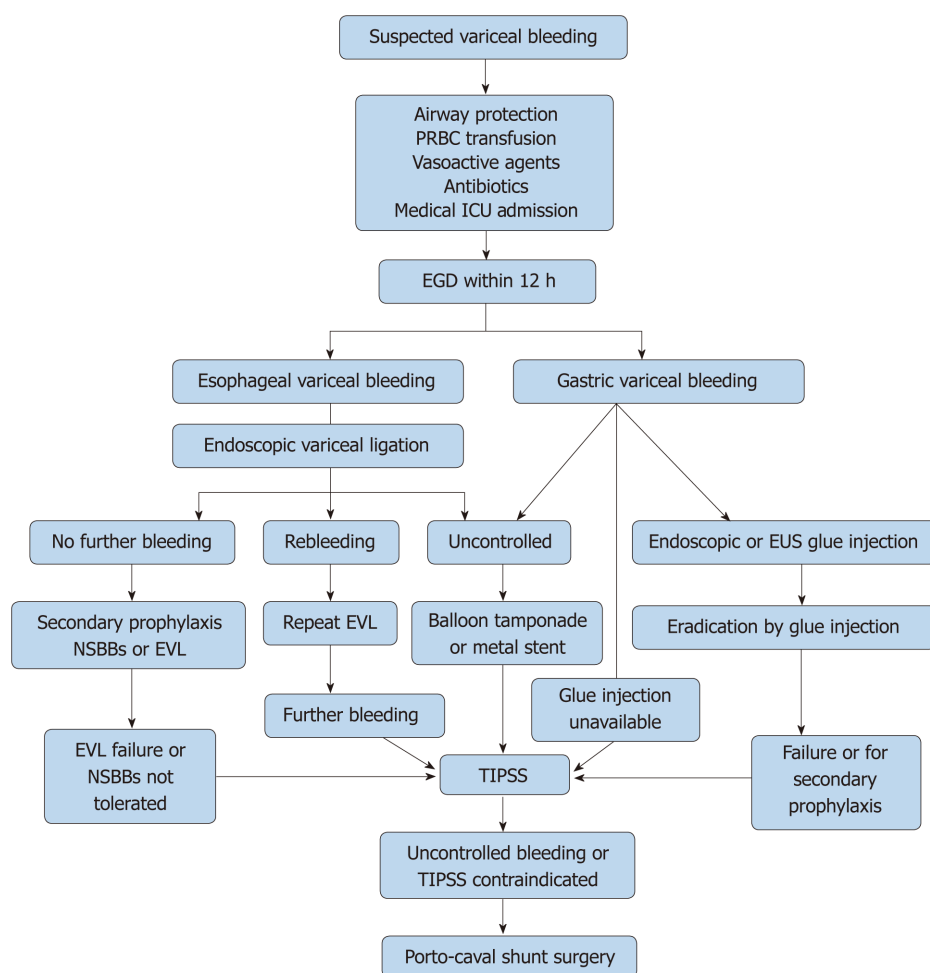 Suspected variceal bleeding
Airway protection
PRBC transfusion
Vasoactive agents
Antibiotics
Medical ICU admission
EGD within 12 h
Esophageal variceal bleeding
Gastric variceal bleeding
Endoscopic variceal ligation
No further bleeding
Rebleeding
Uncontrolled
Endoscopic or EUS glue injection
Secondary prophylaxis
NSBBs or EVL
Repeat EVL
Balloon tamponade
or metal stent
Eradication by glue injection
Further bleeding
Glue injection
unavailable
EVL failure or
NSBBs not
tolerated
TIPSS
Failure or for
secondary
prophylaxis
Uncontrolled bleeding or
TIPSS contraindicated
Porto-caval shunt surgery